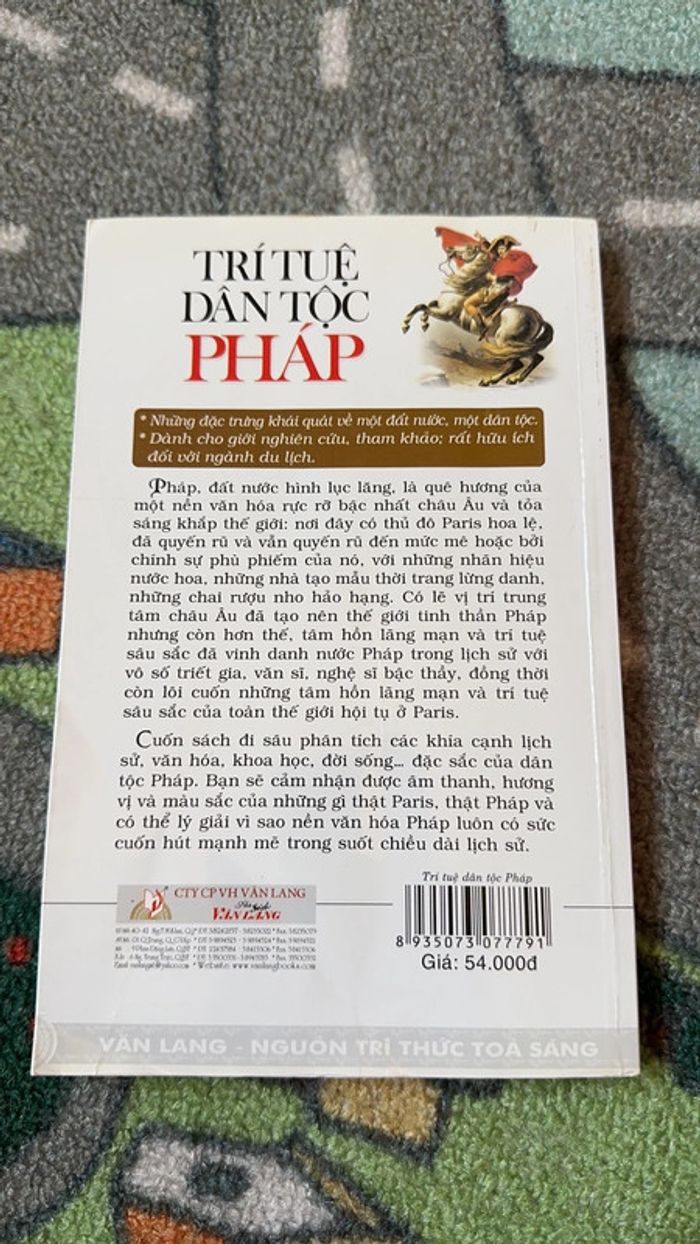 TRÍ TUỆ
DÂN TỘC
PHÁP
* Những đặc trưng khái quát về một đất nước, một dân tộc.
* Dành cho giới nghiên cứu, tham khảo; rất hữu ích
đối với ngành du lịch.
Pháp, đất nước hình lục lăng, là quê hương của
một nền văn hóa rực rỡ bậc nhất châu Âu và tỏa
sáng khắp thế giới: nơi đây có thủ đô Paris hoa lệ,
đã quyến rũ và vẫn quyến rũ đến mức mê hoặc bởi
chính sự phù phiếm của nó, với những nhãn hiệu
nước hoa, những nhà tạo mẫu thời trang lừng danh,
những chai rượu nho hảo hạng. Có lẽ vị trí trung
tâm châu Âu đã tạo nên thế giới tinh thần Pháp
nhưng còn hơn thế, tâm hồn lãng mạn và trí tuệ
sâu sắc đã vinh danh nước Pháp trong lịch sử với
vô số triết gia, văn sĩ, nghệ sĩ bậc thầy, đồng thời
còn lôi cuốn những tâm hồn lãng mạn và trí tuệ
sâu sắc của toàn thế giới hội tụ ở Paris.
Cuốn sách đi sâu phân tích các khía cạnh lịch
sử, văn hóa, khoa học, đời sống... đặc sắc của dân
tộc Pháp. Bạn sẽ cảm nhận được âm thanh, hương
vị và màu sắc của những gì thật Paris, thật Pháp và
có thể lý giải vì sao nền văn hóa Pháp luôn có sức
cuốn hút mạnh mẽ trong suốt chiều dài lịch sử.
CTY CP VH VĂN LANG
Nhà sách
VĂN LANG
Trí tuệ dân tộc Pháp
8 935073 077791
Giá: 54.000đ
VĂN LANG - NGUỒN TRI THỨC TOẢ SÁNG